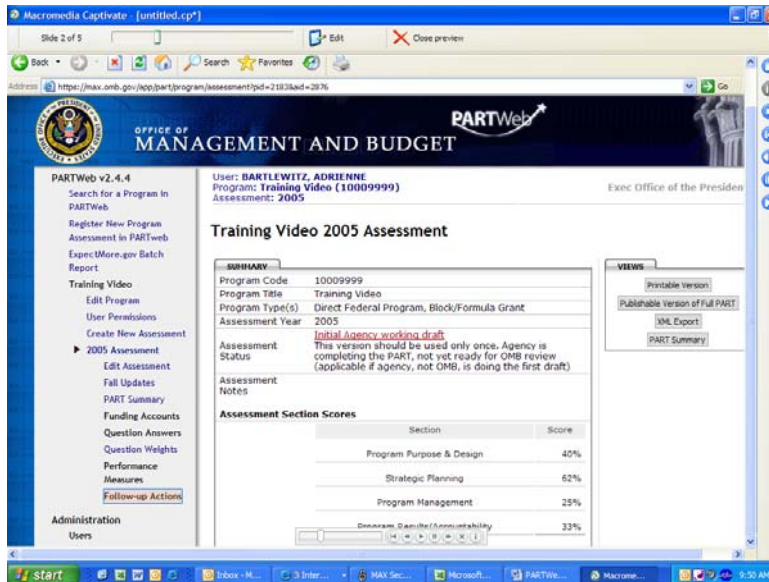 Macromedia Captivate - [untitled.cp*]
Slide 2 of 5
Edit
Close preview
Back
Search
Favorites
Address
https://max.omb.gov/app/part/program/assessment?pid=2183&aid=2876
Go
PARTWeb
OFFICE OF
MANAGEMENT AND BUDGET
PARTWeb v2.4.4
Search for a Program in
PARTWeb
Register New Program
Assessment in PARTweb
ExpectMore.gov Batch
Report
Training Video
Edit Program
User Permissions
Create New Assessment
2005 Assessment
Edit Assessment
Fall Updates
PART Summary
Funding Accounts
Question Answers
Question Weights
Performance
Measures
Follow-up Actions
Administration
Users
User: BARTLEWITZ, ADRIENNE
Program: Training Video (10009999)
Assessment: 2005
Exec Office of the Presiden
Training Video 2005 Assessment
SUMMARY
Program Code 10009999
Program Title Training Video
Program Type(s) Direct Federal Program, Block/Formula Grant
Assessment Year 2005
Assessment Status
Initial Agency working draft
This version should be used only once. Agency is
completing the PART, not yet ready for OMB review
(applicable if agency, not OMB, is doing the first draft)
Assessment
Notes
Assessment Section Scores
Section Score
Program Purpose & Design 40%
Strategic Planning 62%
Program Management 25%
Program Results/Accountability 33%
VIEWS
Printable Version
Publishable Version of Full PART
XML Export
PART Summary
start
Inbox - M...
3 Inter...
MAX Sec...
Microsoft...
PARTWe...
Macrome...
9:50 AM